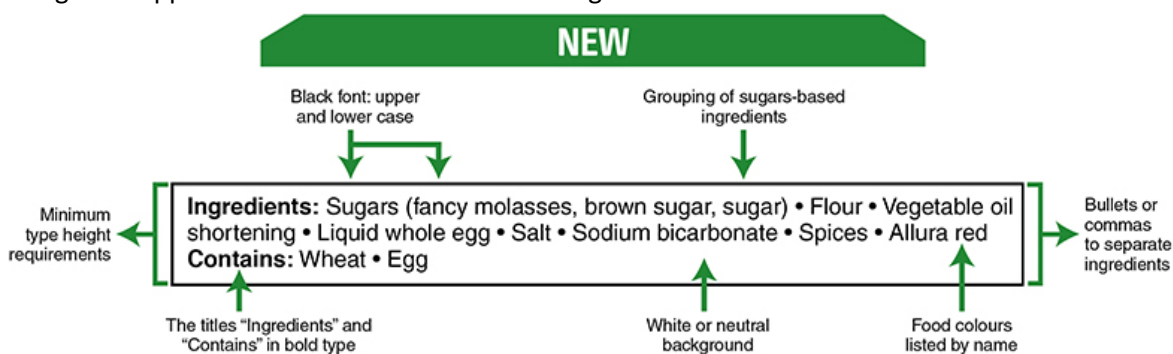 NEW
Black font: upper
and lower case
Grouping of sugars-based
ingredients
Minimum
type height
requirements
Ingredients: Sugars (fancy molasses, brown sugar, sugar) • Flour • Vegetable oil
shortening • Liquid whole egg • Salt • Sodium bicarbonate • Spices • Allura red
Contains: Wheat • Egg
Bullets or
commas
to separate
ingredients
The titles “Ingredients” and
“Contains” in bold type
White or neutral
background
Food colours
listed by name